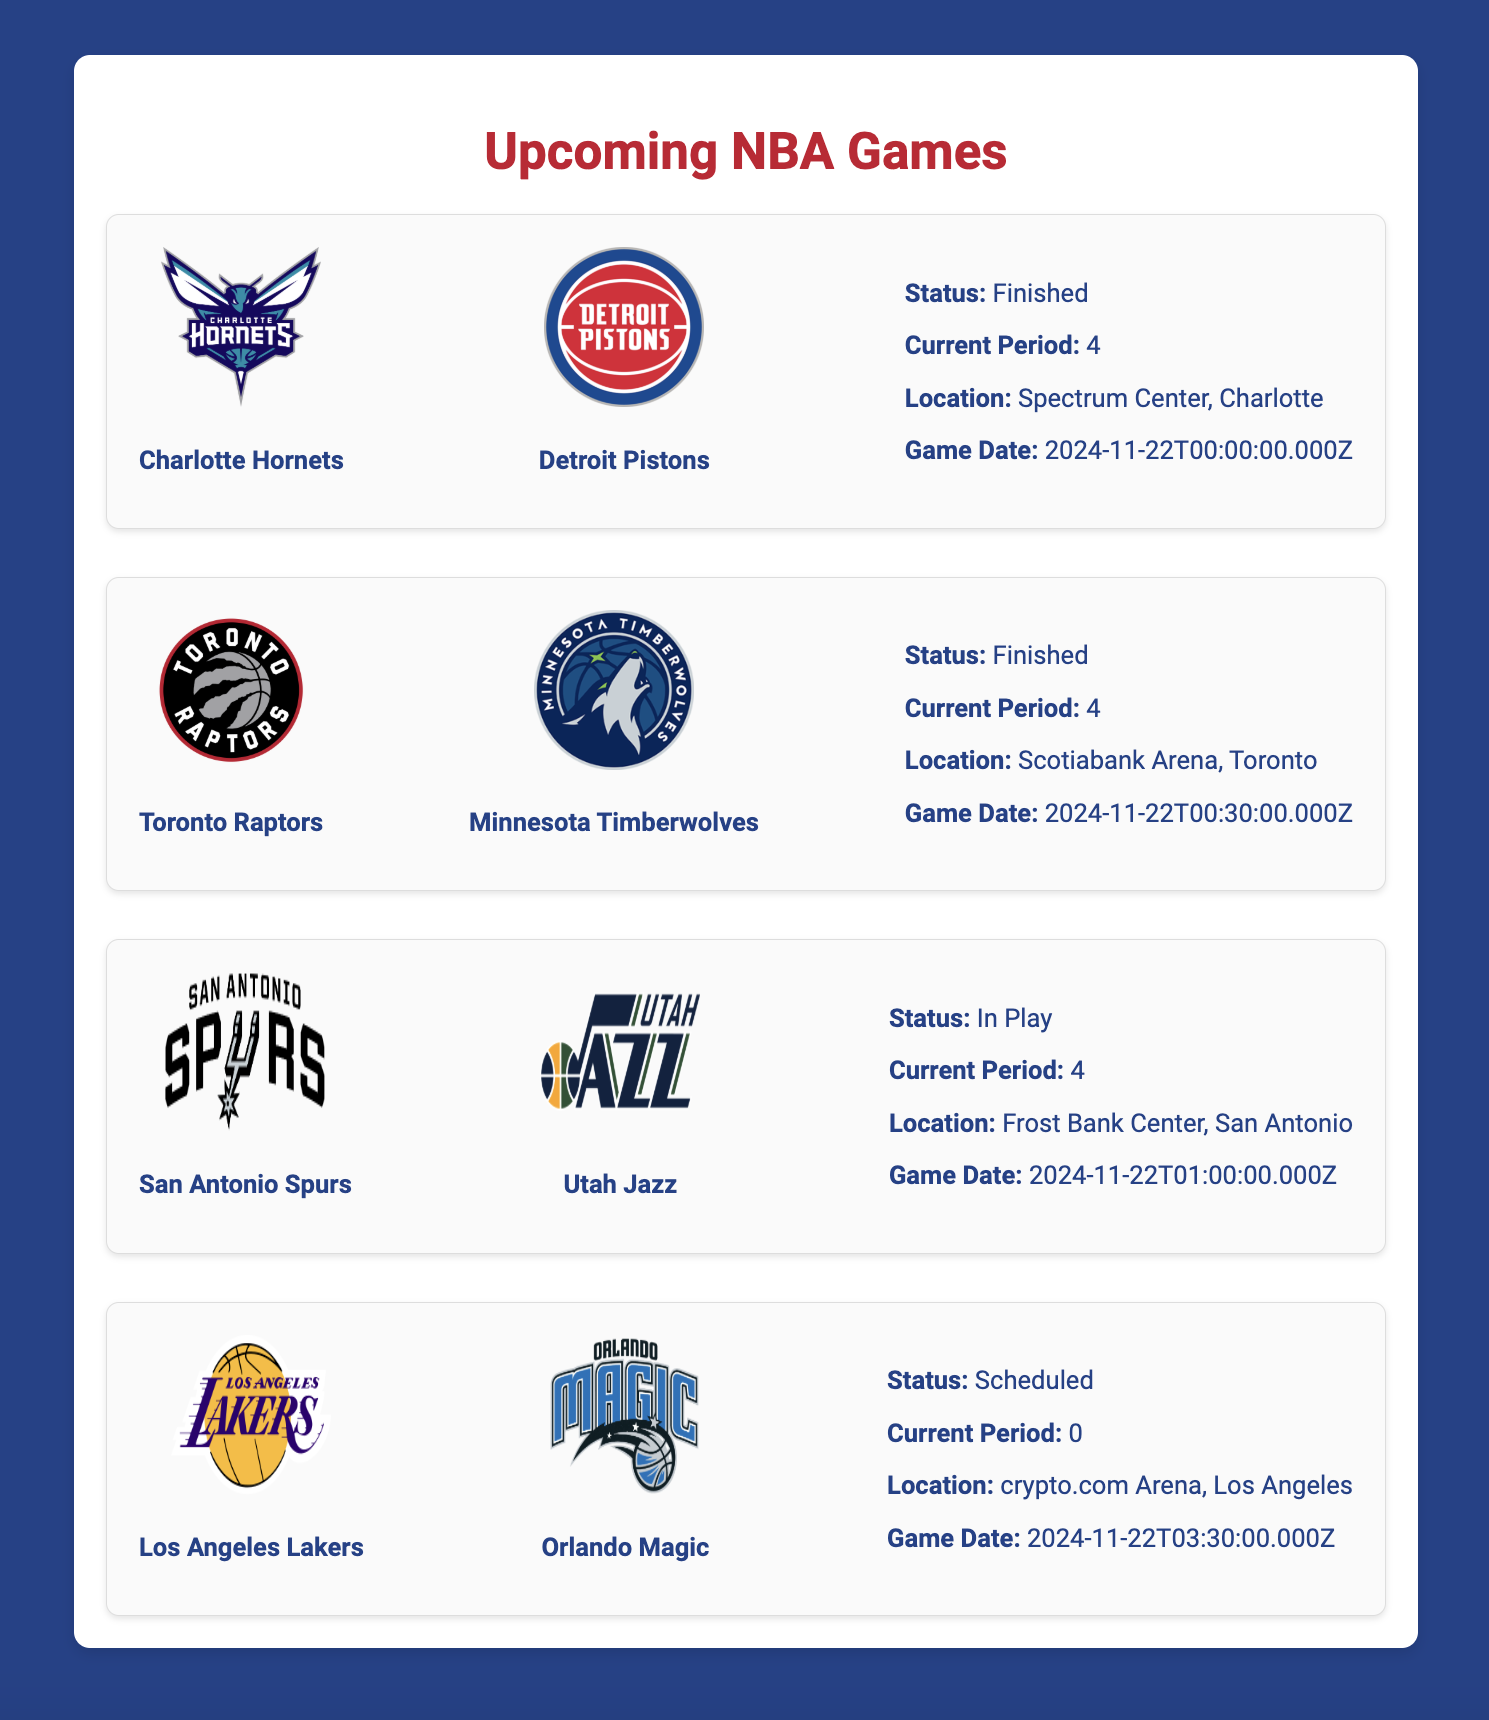 Upcoming NBA Games
CHARLOTTE
HORNETS
Charlotte Hornets
DETROIT
PISTONS
Detroit Pistons
Status: Finished
Current Period: 4
Location: Spectrum Center, Charlotte
Game Date: 2024-11-22T00:00:00.000Z
TORONTO
RAPTORS
Toronto Raptors
MINNESOTA TIMBERWOLVES
Minnesota Timberwolves
Status: Finished
Current Period: 4
Location: Scotiabank Arena, Toronto
Game Date: 2024-11-22T00:30:00.000Z
SAN ANTONIO
SPURS
San Antonio Spurs
UTAH
JAZZ
Utah Jazz
Status: In Play
Current Period: 4
Location: Frost Bank Center, San Antonio
Game Date: 2024-11-22T01:00:00.000Z
LOS ANGELES
LAKERS
Los Angeles Lakers
ORLANDO
MAGIC
Orlando Magic
Status: Scheduled
Current Period: 0
Location: crypto.com Arena, Los Angeles
Game Date: 2024-11-22T03:30:00.000Z